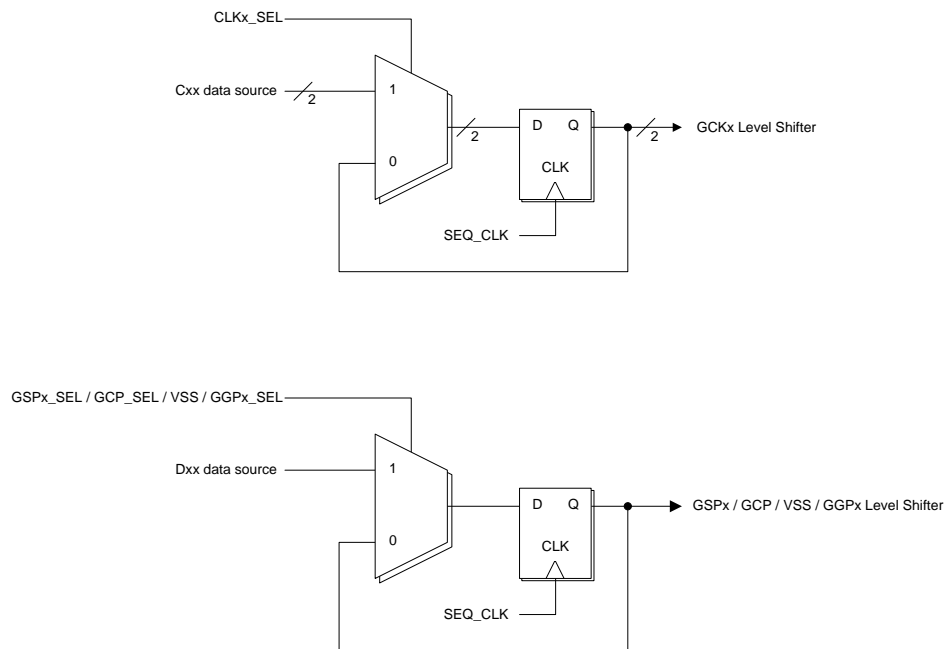 CLKx_SEL
Cxx data source
2
1
0
2
D Q
CLK
SEQ_CLK
2
GCKx Level Shifter
GSPx_SEL / GCP_SEL / VSS / GGPx_SEL
Dxx data source
1
0
D Q
CLK
SEQ_CLK
GSPx / GCP / VSS / GGPx Level Shifter